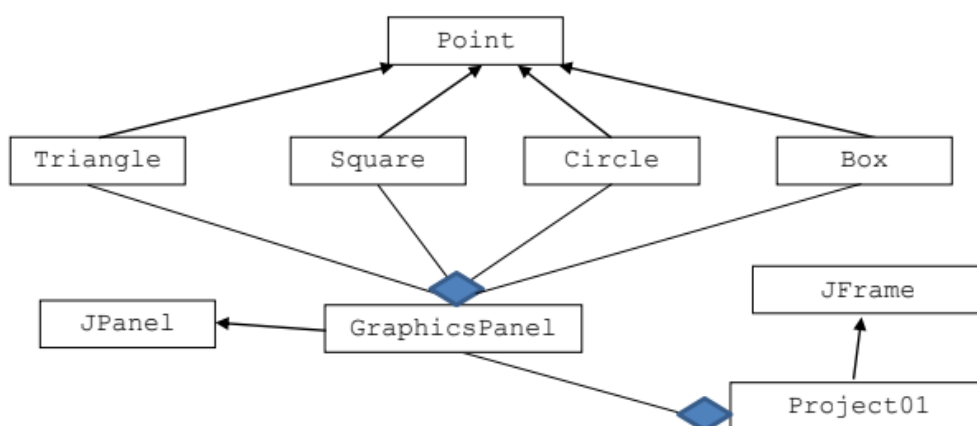 Point
Triangle
Square
Circle
Box
JFrame
JPanel
GraphicsPanel
Project01